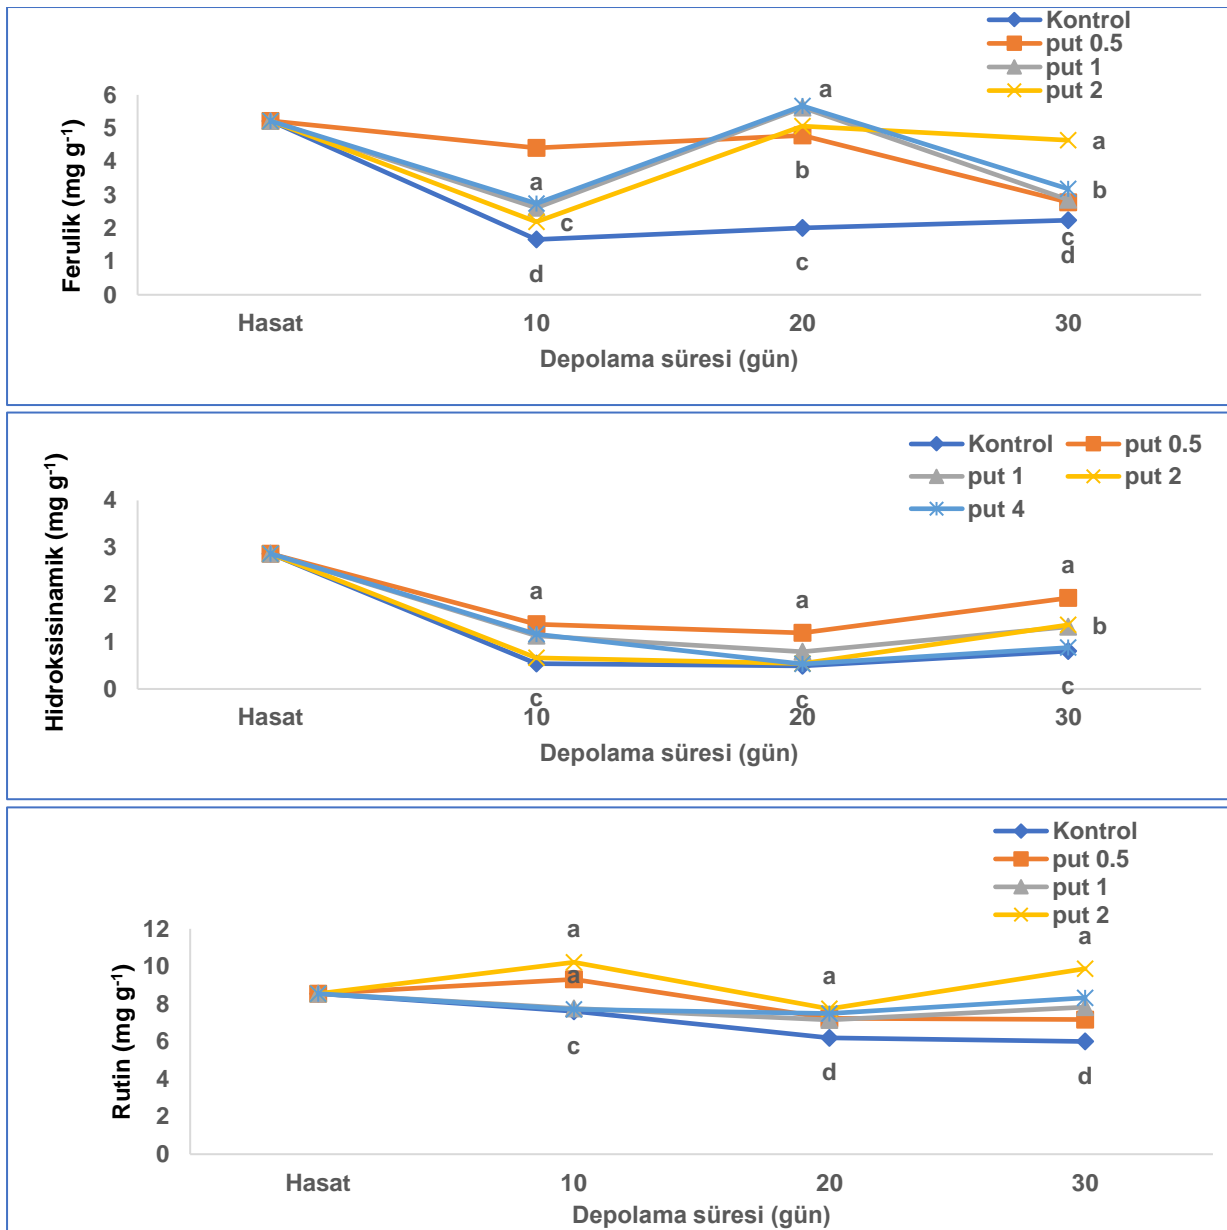 Kontrol
put 0.5
put 1
put 2
Ferulik (mg g-1)
6
5
4
3
2
1
0
a
a
a
b
b
c
c
c
d
d
Hasat 10 20 30
Depolama süresi (gün)
Kontrol put 0.5
put 1 put 2
put 4
Hidroksisinamik (mg g-1)
4
3
2
1
0
a a a
b
c c c
Hasat 10 20 30
Depolama süresi (gün)
Kontrol
put 0.5
put 1
put 2
Rutin (mg g-1)
12
10
8
6
4
2
0
a a
a a
c d d
Hasat 10 20 30
Depolama süresi (gün)